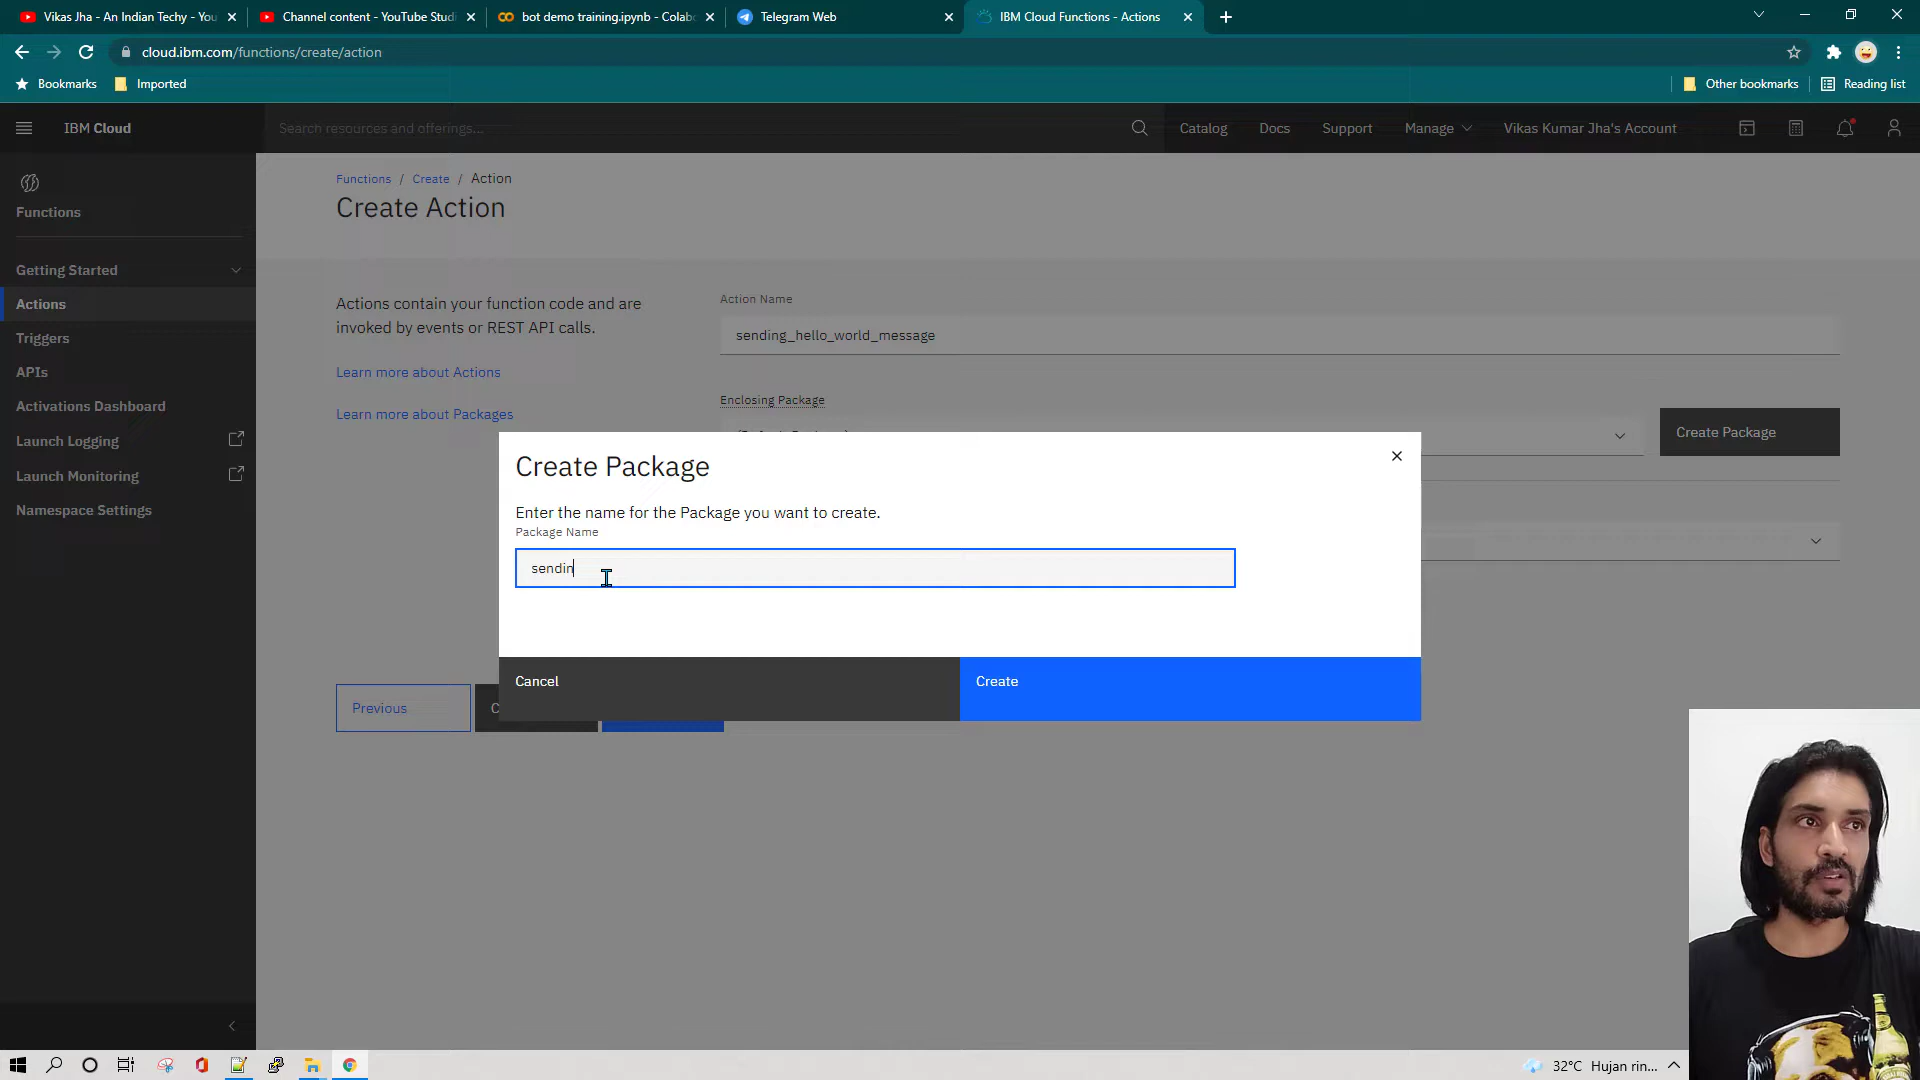 Vikas Jha - An Indian Techy - You
Channel content - YouTube Studi
bot demo training.ipynb - Colabo
Telegram Web
IBM Cloud Functions - Actions
cloud.ibm.com/functions/create/action
Bookmarks
Imported
Other bookmarks
Reading list
IBM Cloud
Search resources and offerings...
Catalog
Docs
Support
Manage
Vikas Kumar Jha's Account
Functions
Getting Started
Actions
Triggers
APIs
Activations Dashboard
Launch Logging
Launch Monitoring
Namespace Settings
Functions / Create / Action
Create Action
Actions contain your function code and are
invoked by events or REST API calls.
Learn more about Actions
Learn more about Packages
Action Name
sending_hello_world_message
Enclosing Package
Create Package
Create Package
Enter the name for the Package you want to create.
Package Name
sendin
Cancel
Create
Previous
C
32°C Hujan rin...